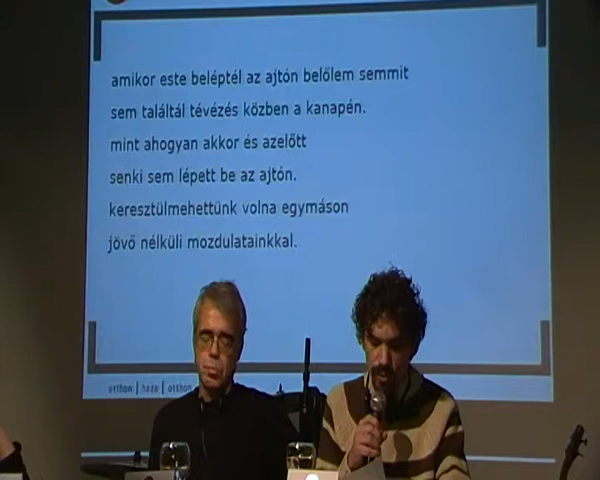 amikor este beléptél az ajtón belőlem semmit
sem találtál tévézés közben a kanapén.
mint ahogyan akkor és azelőtt
senki sem lépett be az ajtón.
keresztülmehettünk volna egymáson
jövő nélküli mozdulatainkkal.
otthon | haza | otthon